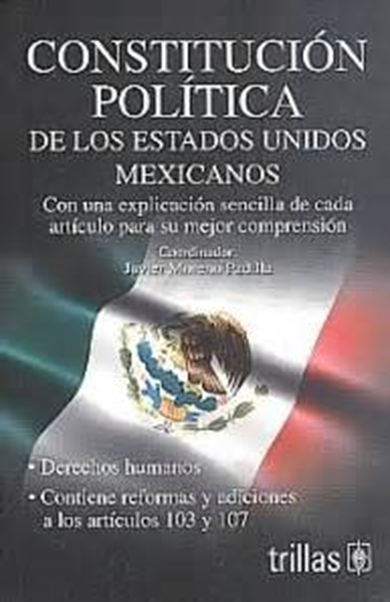 CONSTITUCIÓN
POLÍTICA
DE LOS ESTADOS UNIDOS
MEXICANOS
Con una explicación sencilla de cada
artículo para su mejor comprensión
Coordinador:
Javier Moreno Padilla
• Derechos humanos
• Contiene reformas y adiciones
a los artículos 103 y 107
trillas